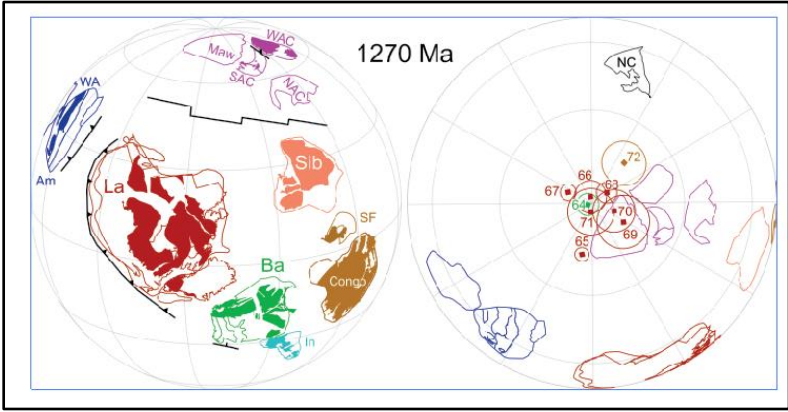 1270 Ma
WAC
Maw
SAC
NAC
WA
Am
La
Sib
SF
Congo
Ba
In
NC
72
66
63
67
64
70
71
69
65